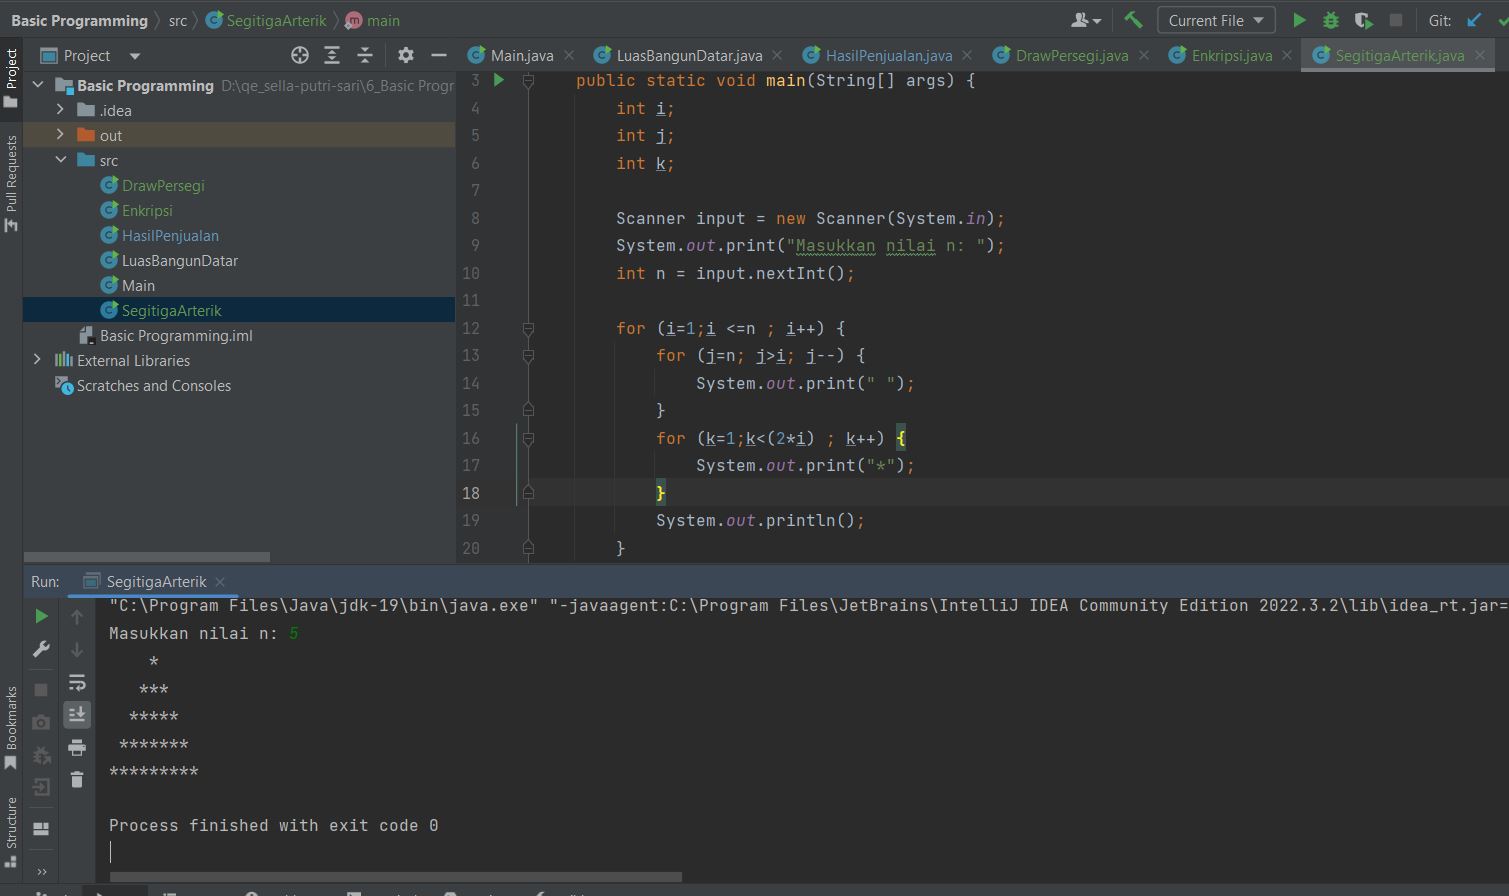 Basic Programming src SegitigaArterik main Current File Git:
Project Main.java LuasBangunDatar.java HasilPenjualan.java DrawPersegi.java Enkripsi.java SegitigaArterik.java
Project
Pull Requests
Bookmarks
Structure
Basic Programming D:\qe_sella-putri-sari\6_Basic Progr
.idea
out
src
DrawPersegi
Enkripsi
HasilPenjualan
LuasBangunDatar
Main
SegitigaArterik
Basic Programming.iml
External Libraries
Scratches and Consoles
3 public static void main(String[] args) {
4 int i;
5 int j;
6 int k;
7
8 Scanner input = new Scanner(System.in);
9 System.out.print("Masukkan nilai n: ");
10 int n = input.nextInt();
11
12 for (i=1;i <=n ; i++) {
13 for (j=n; j>i; j--) {
14 System.out.print(" ");
15 }
16 for (k=1;k<(2*i) ; k++) {
17 System.out.print("*");
18 }
19 System.out.println();
20 }
Run: SegitigaArterik
"C:\Program Files\Java\jdk-19\bin\java.exe" "-javaagent:C:\Program Files\JetBrains\IntelliJ IDEA Community Edition 2022.3.2\lib\idea_rt.jar=
Masukkan nilai n: 5
    *
   ***
  *****
 *******
*********
Process finished with exit code 0